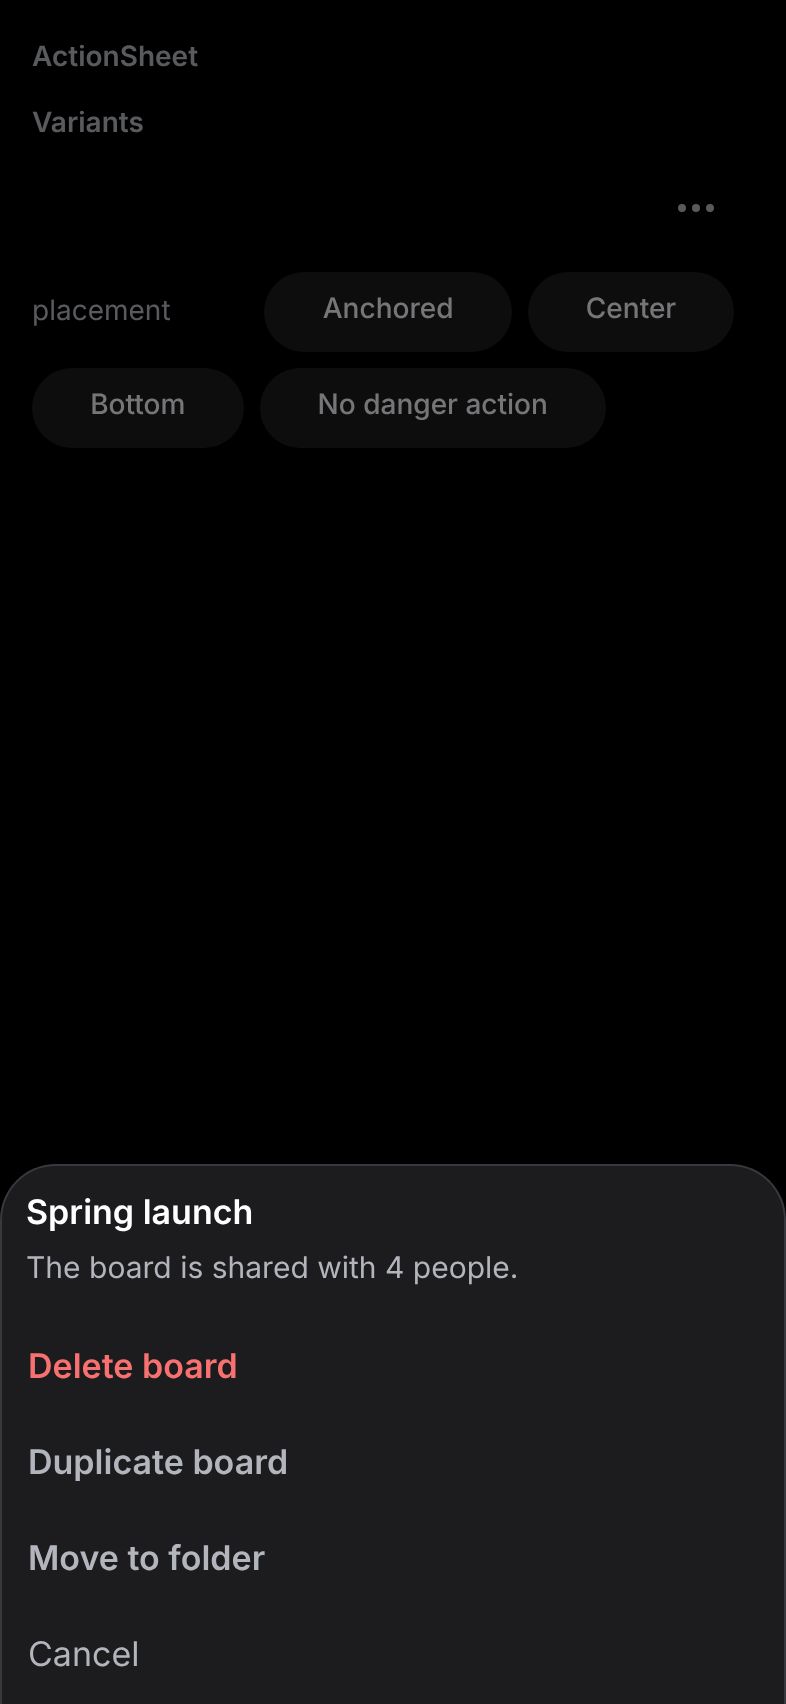 ActionSheet
Variants
placement Anchored Center
Bottom No danger action
Spring launch
The board is shared with 4 people.
Delete board
Duplicate board
Move to folder
Cancel